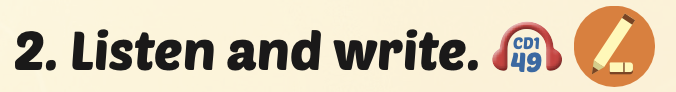 2. Listen and write. CD1
49